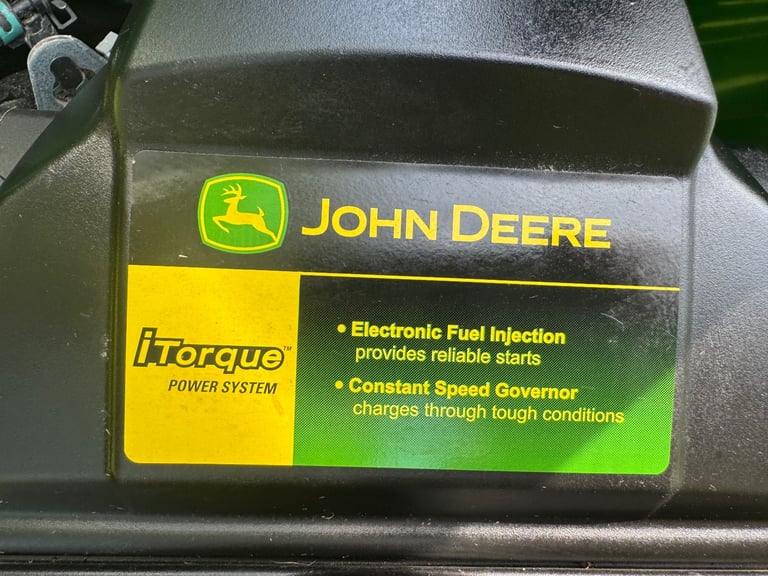 JOHN DEERE
iTorque™
POWER SYSTEM
• Electronic Fuel Injection
provides reliable starts
• Constant Speed Governor
charges through tough conditions